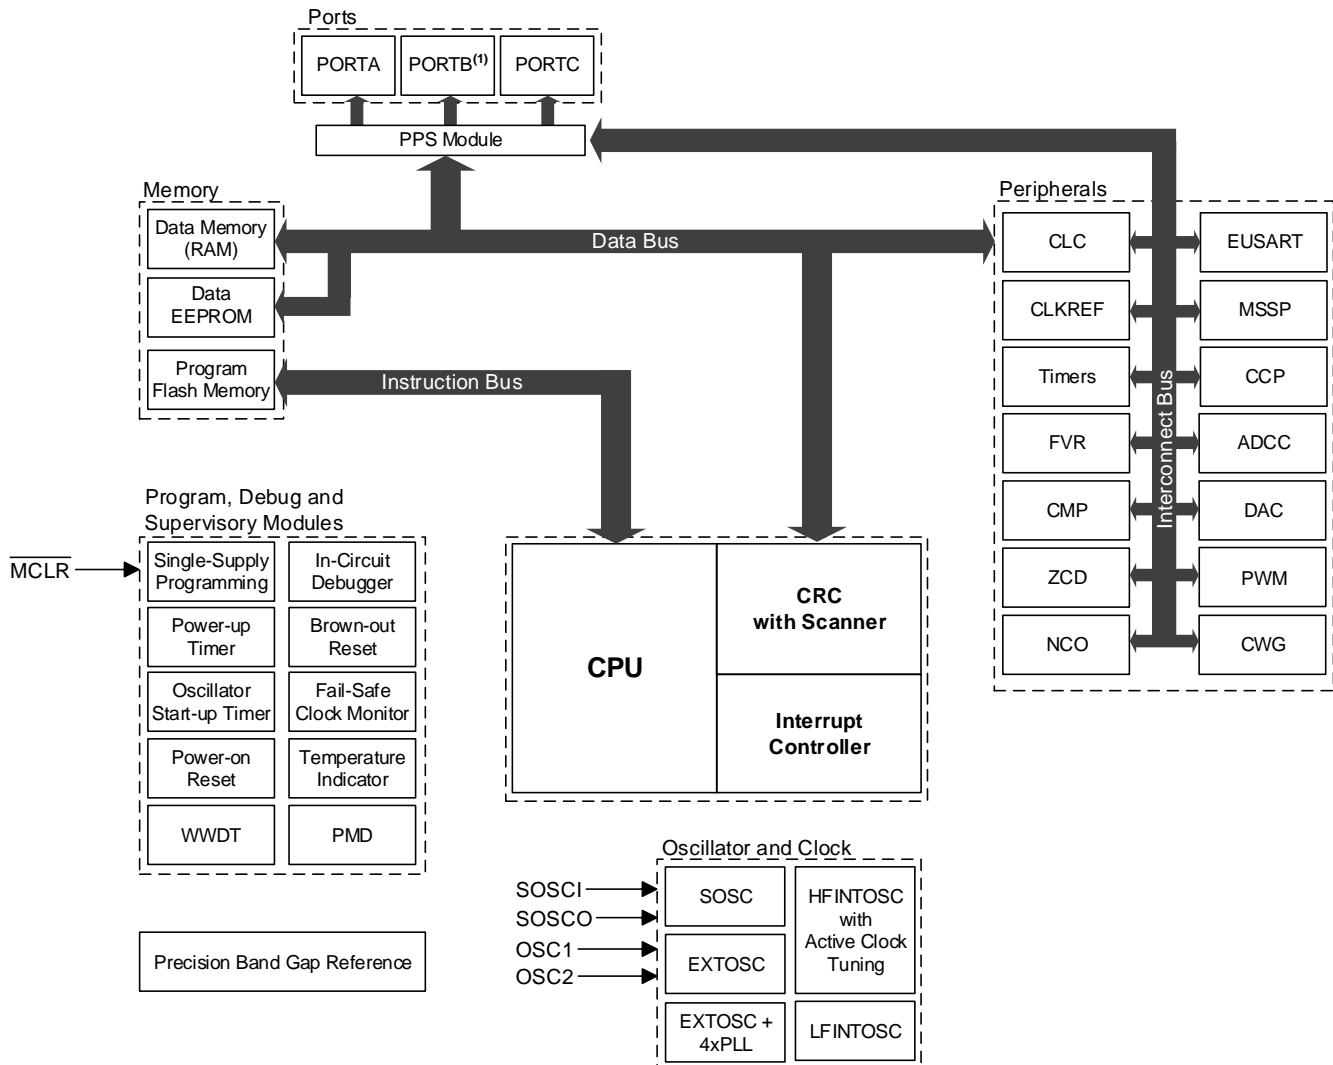 Ports
PORTA
PORTB(1)
PORTC
PPS Module
Memory
Data Memory
(RAM)
Data
EEPROM
Program
Flash Memory
Data Bus
Instruction Bus
Peripherals
CLC
EUSART
CLKREF
MSSP
Timers
CCP
FVR
ADCC
CMP
DAC
ZCD
PWM
NCO
CWG
Interconnect Bus
Program, Debug and
Supervisory Modules
MCLR
Single-Supply
Programming
In-Circuit
Debugger
Power-up
Timer
Brown-out
Reset
Oscillator
Start-up Timer
Fail-Safe
Clock Monitor
Power-on
Reset
Temperature
Indicator
WWDT
PMD
CPU
CRC
with Scanner
Interrupt
Controller
Precision Band Gap Reference
Oscillator and Clock
SOSCI
SOSCO
OSC1
OSC2
SOSC
HFINTOSC
with
Active Clock
Tuning
EXTOSC
EXTOSC +
4xPLL
LFINTOSC